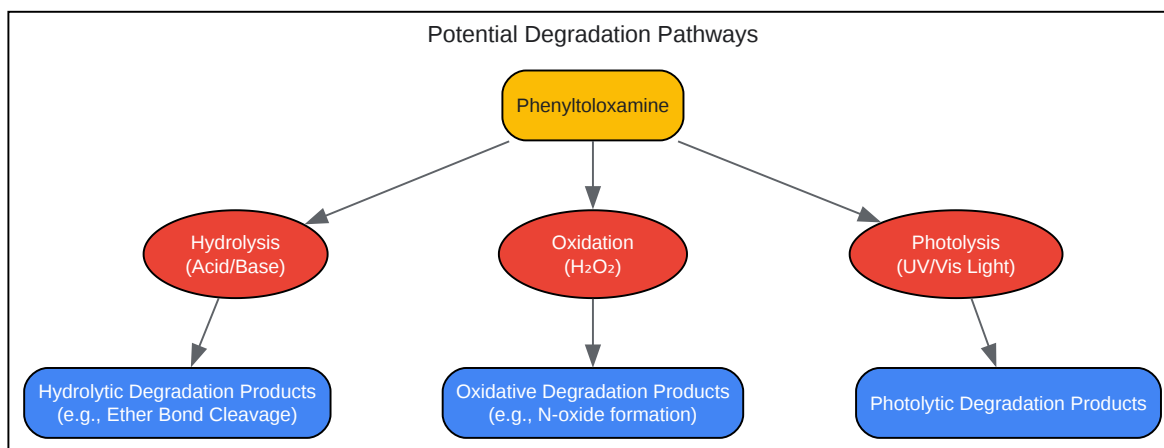 Potential Degradation Pathways
Phenyltoloxamine
Hydrolysis
(Acid/Base)
Oxidation
(H₂O₂)
Photolysis
(UV/Vis Light)
Hydrolytic Degradation Products
(e.g., Ether Bond Cleavage)
Oxidative Degradation Products
(e.g., N-oxide formation)
Photolytic Degradation Products